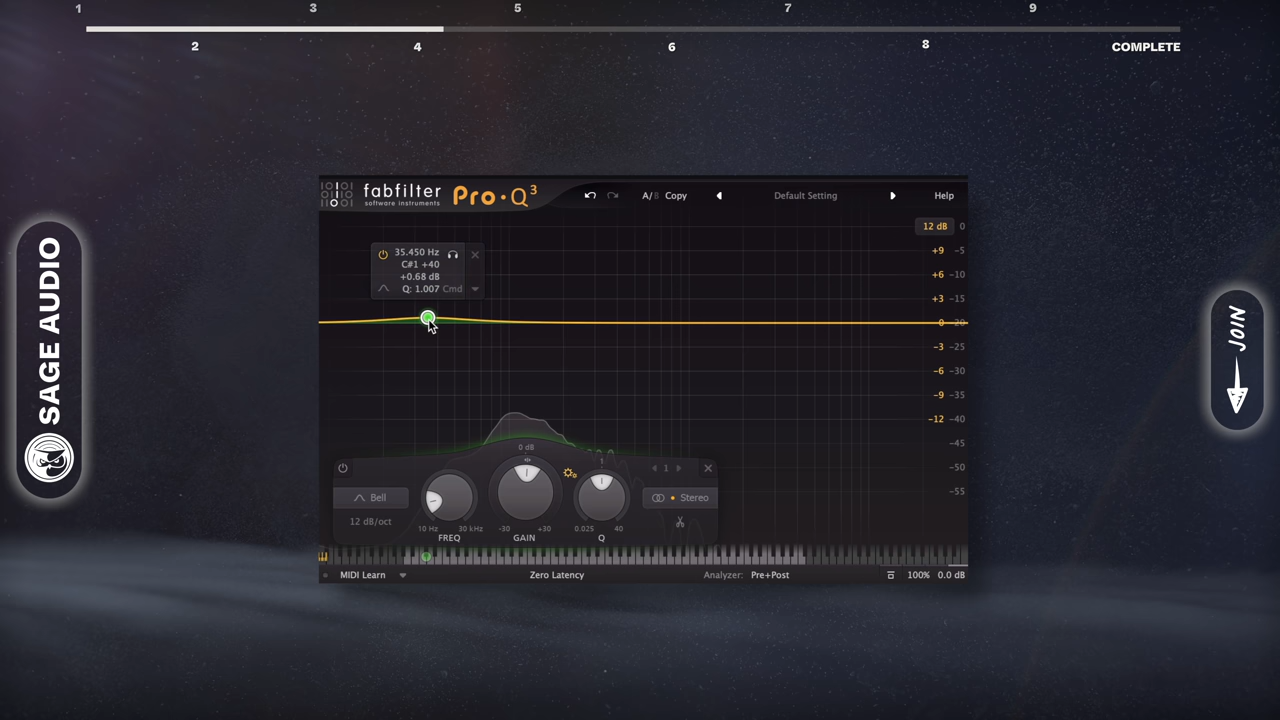 1
3
5
7
9
2
4
6
8
COMPLETE
SAGE AUDIO
JOIN
fabfilter
software instruments
Pro·Q3
A/B Copy
Default Setting
Help
12 dB 0
35.450 Hz
C#1 +40
+0.68 dB
Q: 1.007 Cmd
+9 -5
+6 -10
+3 -15
0 -20
-3 -25
-6 -30
-9 -35
-12 -40
-45
-50
-55
0 dB
1
1
Bell
12 dB/oct
10 Hz 30 kHz
FREQ
-30 +30
GAIN
0.025 40
Q
Stereo
MIDI Learn
Zero Latency
Analyzer: Pre+Post
100% 0.0 dB